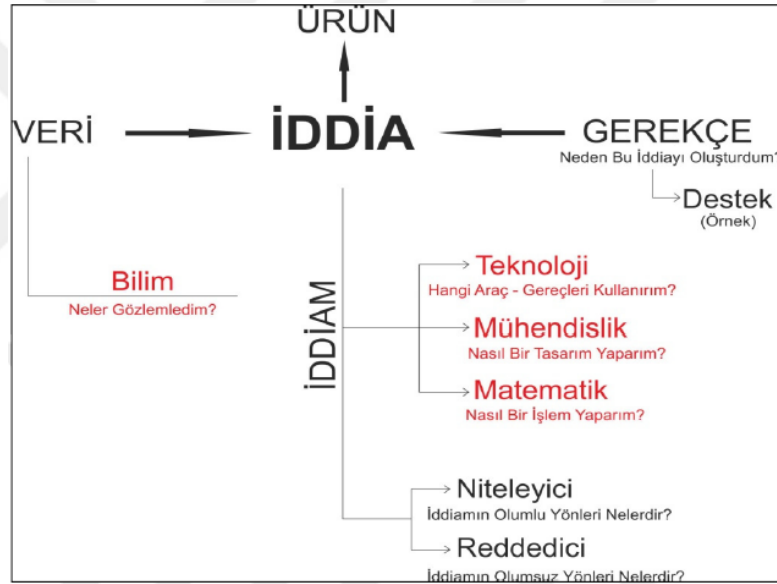 ÜRÜN
VERİ
İDDİA
GEREKÇE
Neden Bu İddiayı Oluşturdum?
Destek
(Örnek)
Bilim
Neler Gözlemledim?
İDDİAM
Teknoloji
Hangi Araç - Gereçleri Kullanırım?
Mühendislik
Nasıl Bir Tasarım Yaparım?
Matematik
Nasıl Bir İşlem Yaparım?
Niteleyici
İddiamın Olumlu Yönleri Nelerdir?
Reddedici
İddiamın Olumsuz Yönleri Nelerdir?